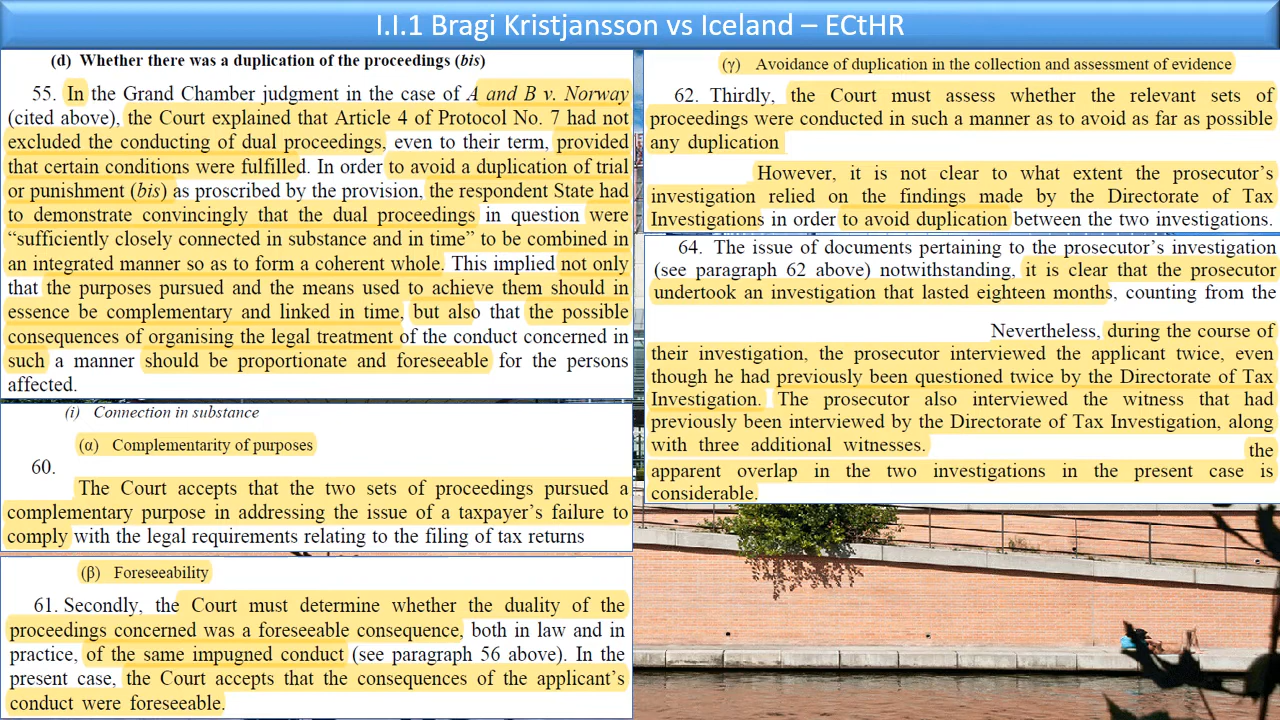 I.I.1 Bragi Kristjansson vs Iceland – ECtHR
(d) Whether there was a duplication of the proceedings (bis)
55. In the Grand Chamber judgment in the case of A and B v. Norway
(cited above), the Court explained that Article 4 of Protocol No. 7 had not
excluded the conducting of dual proceedings, even to their term, provided
that certain conditions were fulfilled. In order to avoid a duplication of trial
or punishment (bis) as proscribed by the provision, the respondent State had
to demonstrate convincingly that the dual proceedings in question were
“sufficiently closely connected in substance and in time” to be combined in
an integrated manner so as to form a coherent whole. This implied not only
that the purposes pursued and the means used to achieve them should in
essence be complementary and linked in time, but also that the possible
consequences of organising the legal treatment of the conduct concerned in
such a manner should be proportionate and foreseeable for the persons
affected.
(i) Connection in substance
(α) Complementarity of purposes
60.
The Court accepts that the two sets of proceedings pursued a
complementary purpose in addressing the issue of a taxpayer’s failure to
comply with the legal requirements relating to the filing of tax returns
(β) Foreseeability
61. Secondly, the Court must determine whether the duality of the
proceedings concerned was a foreseeable consequence, both in law and in
practice, of the same impugned conduct (see paragraph 56 above). In the
present case, the Court accepts that the consequences of the applicant’s
conduct were foreseeable.
(γ) Avoidance of duplication in the collection and assessment of evidence
62. Thirdly, the Court must assess whether the relevant sets of
proceedings were conducted in such a manner as to avoid as far as possible
any duplication
However, it is not clear to what extent the prosecutor’s
investigation relied on the findings made by the Directorate of Tax
Investigations in order to avoid duplication between the two investigations.
64. The issue of documents pertaining to the prosecutor’s investigation
(see paragraph 62 above) notwithstanding, it is clear that the prosecutor
undertook an investigation that lasted eighteen months, counting from the
Nevertheless, during the course of
their investigation, the prosecutor interviewed the applicant twice, even
though he had previously been questioned twice by the Directorate of Tax
Investigation. The prosecutor also interviewed the witness that had
previously been interviewed by the Directorate of Tax Investigation, along
with three additional witnesses.
the
apparent overlap in the two investigations in the present case is
considerable.